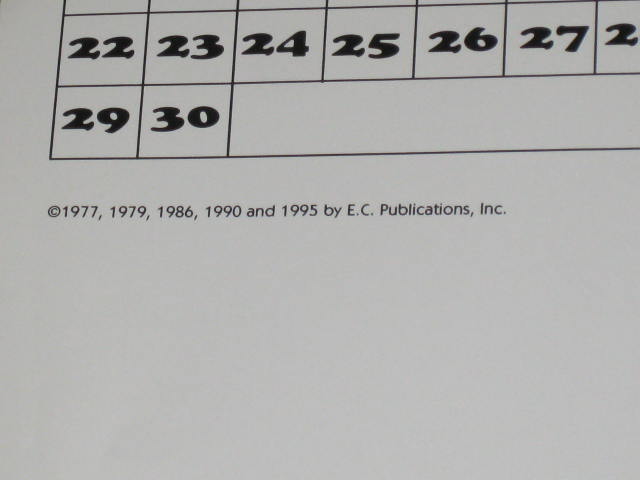 22 23 24 25 26 27
29 30
©1977, 1979, 1986, 1990 and 1995 by E.C. Publications, Inc.